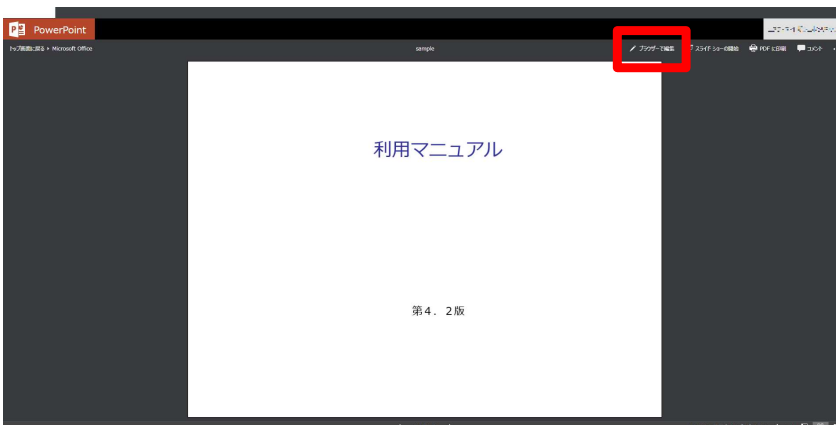 PowerPoint
トップ画面に戻る ▸ Microsoft Office
sample
ブラウザーで編集
スライド ショーの開始
PDF に印刷
コメント
利用マニュアル
第4．2版